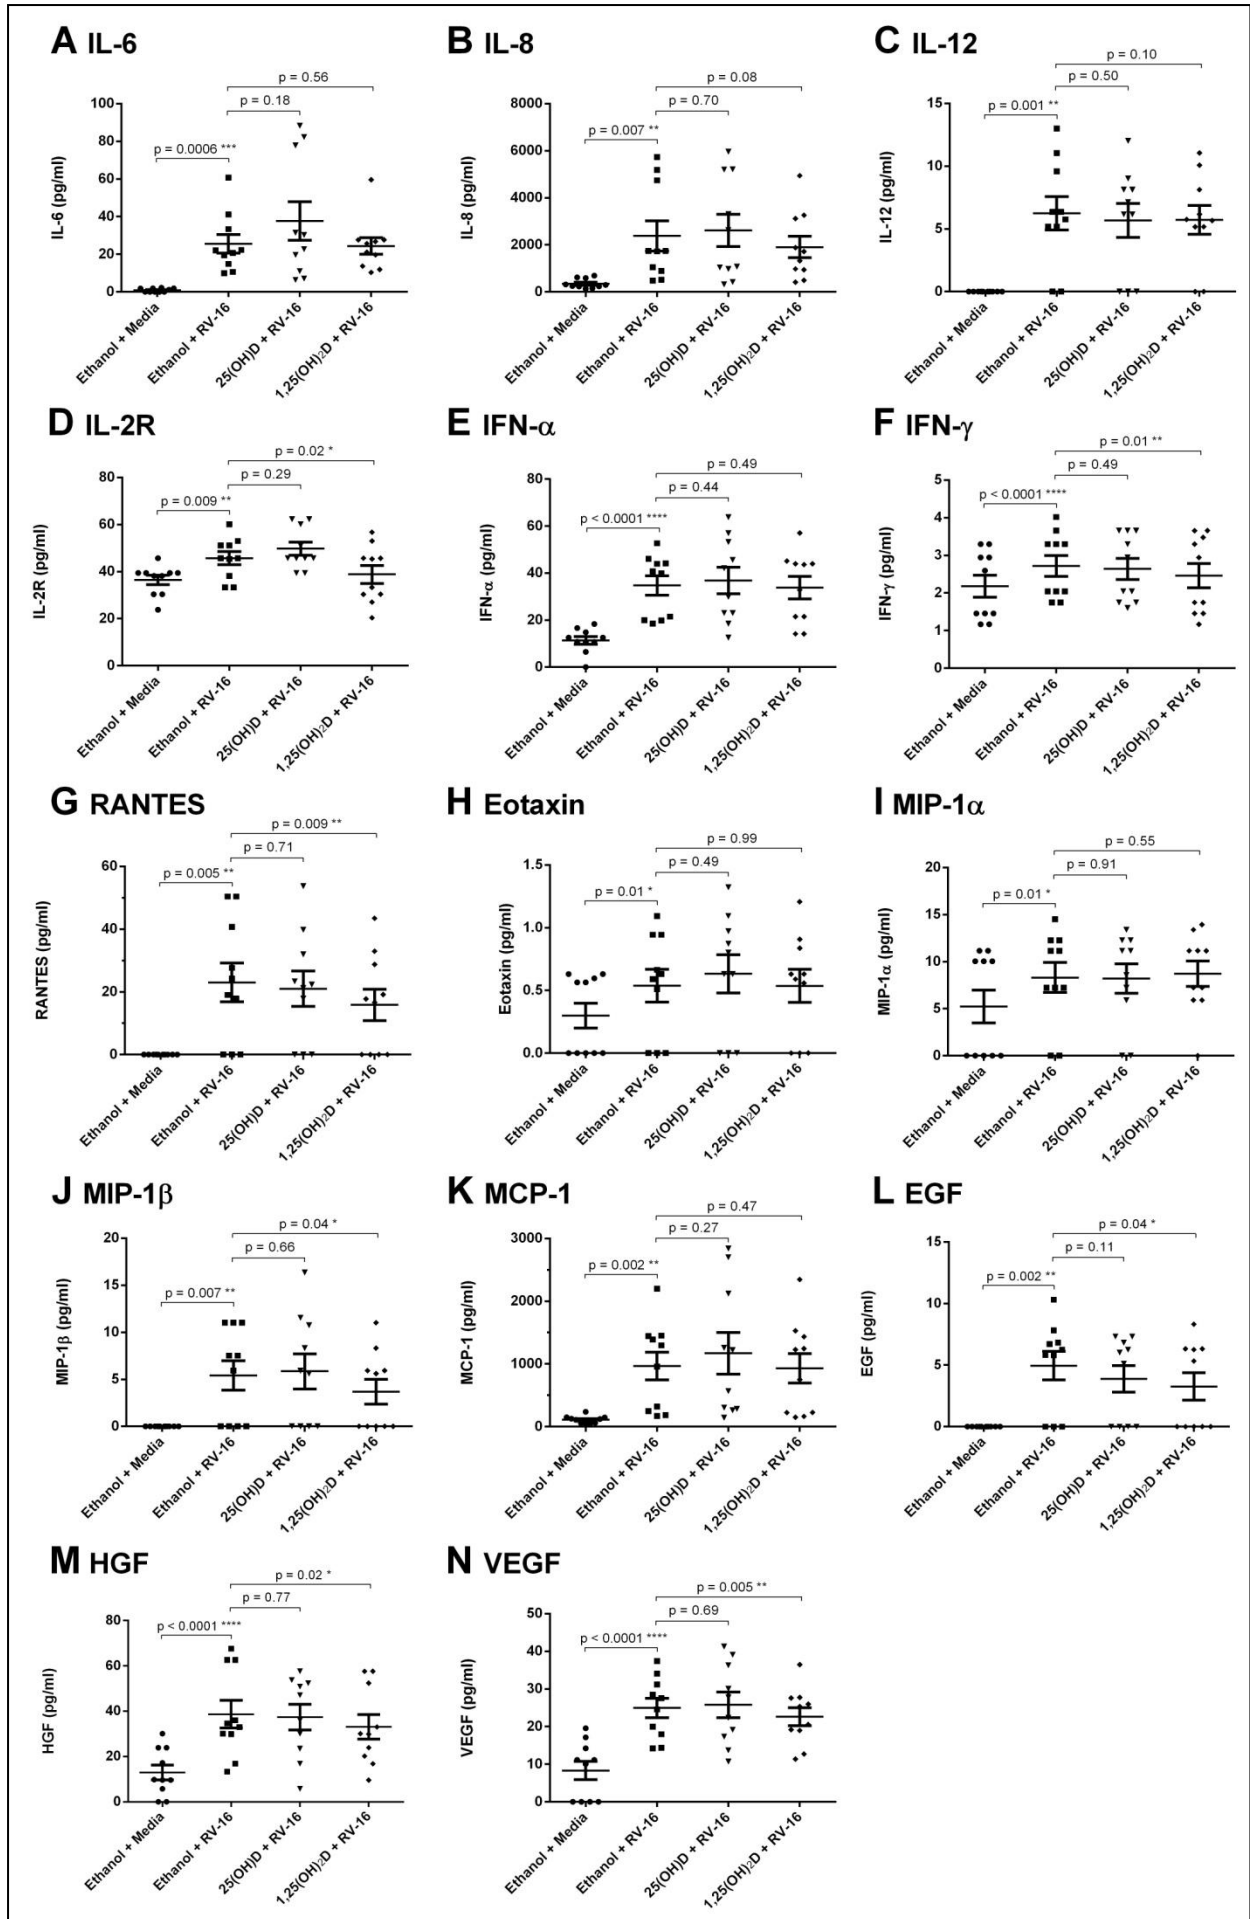 A IL-6
p = 0.56
p = 0.18
p = 0.0006 ***
100
80
60
40
20
0
IL-6 (pg/ml)
Ethanol + Media
Ethanol + RV-16
25(OH)D + RV-16
1,25(OH)₂D + RV-16
B IL-8
p = 0.08
p = 0.70
p = 0.007 **
8000
6000
4000
2000
0
IL-8 (pg/ml)
Ethanol + Media
Ethanol + RV-16
25(OH)D + RV-16
1,25(OH)₂D + RV-16
C IL-12
p = 0.10
p = 0.50
p = 0.001 **
15
10
5
0
IL-12 (pg/ml)
Ethanol + Media
Ethanol + RV-16
25(OH)D + RV-16
1,25(OH)₂D + RV-16
D IL-2R
p = 0.02 *
p = 0.29
p = 0.009 **
80
60
40
20
0
IL-2R (pg/ml)
Ethanol + Media
Ethanol + RV-16
25(OH)D + RV-16
1,25(OH)₂D + RV-16
E IFN-α
p = 0.49
p = 0.44
p < 0.0001 ****
80
60
40
20
0
IFN-α (pg/ml)
Ethanol + Media
Ethanol + RV-16
25(OH)D + RV-16
1,25(OH)₂D + RV-16
F IFN-γ
p = 0.01 **
p = 0.49
p < 0.0001 ****
5
4
3
2
1
0
IFN-γ (pg/ml)
Ethanol + Media
Ethanol + RV-16
25(OH)D + RV-16
1,25(OH)₂D + RV-16
G RANTES
p = 0.009 **
p = 0.71
p = 0.005 **
60
40
20
0
RANTES (pg/ml)
Ethanol + Media
Ethanol + RV-16
25(OH)D + RV-16
1,25(OH)₂D + RV-16
H Eotaxin
p = 0.99
p = 0.49
p = 0.01 *
1.5
1.0
0.5
0.0
Eotaxin (pg/ml)
Ethanol + Media
Ethanol + RV-16
25(OH)D + RV-16
1,25(OH)₂D + RV-16
I MIP-1α
p = 0.55
p = 0.91
p = 0.01 *
20
15
10
5
0
MIP-1α (pg/ml)
Ethanol + Media
Ethanol + RV-16
25(OH)D + RV-16
1,25(OH)₂D + RV-16
J MIP-1β
p = 0.04 *
p = 0.66
p = 0.007 **
20
15
10
5
0
MIP-1β (pg/ml)
Ethanol + Media
Ethanol + RV-16
25(OH)D + RV-16
1,25(OH)₂D + RV-16
K MCP-1
p = 0.47
p = 0.27
p = 0.002 **
3000
2000
1000
0
MCP-1 (pg/ml)
Ethanol + Media
Ethanol + RV-16
25(OH)D + RV-16
1,25(OH)₂D + RV-16
L EGF
p = 0.04 *
p = 0.11
p = 0.002 **
15
10
5
0
EGF (pg/ml)
Ethanol + Media
Ethanol + RV-16
25(OH)D + RV-16
1,25(OH)₂D + RV-16
M HGF
p = 0.02 *
p = 0.77
p < 0.0001 ****
80
60
40
20
0
HGF (pg/ml)
Ethanol + Media
Ethanol + RV-16
25(OH)D + RV-16
1,25(OH)₂D + RV-16
N VEGF
p = 0.005 **
p = 0.69
p < 0.0001 ****
50
40
30
20
10
0
VEGF (pg/ml)
Ethanol + Media
Ethanol + RV-16
25(OH)D + RV-16
1,25(OH)₂D + RV-16